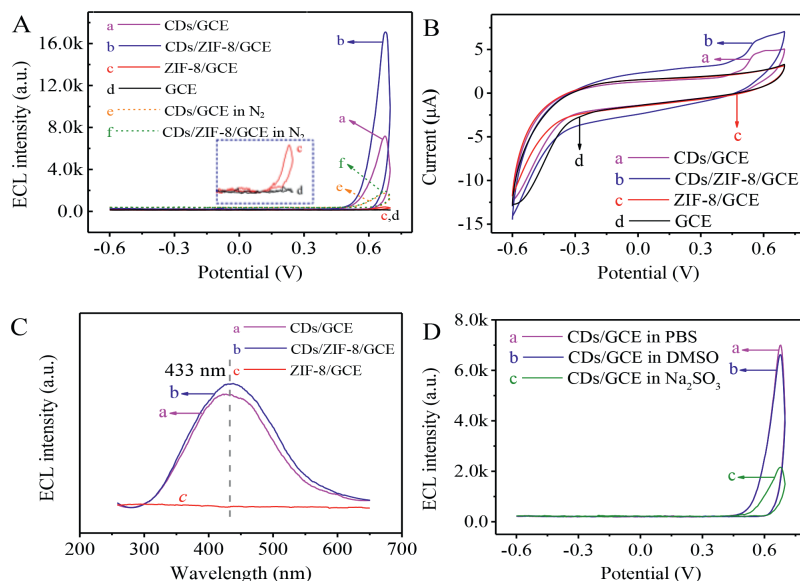 A
ECL intensity (a.u.)
16.0k
12.0k
8.0k
4.0k
0.0
a CDs/GCE
b CDs/ZIF-8/GCE
c ZIF-8/GCE
d GCE
e CDs/GCE in N2
f CDs/ZIF-8/GCE in N2
b
a
c
d
f
e
c,d
-0.6 -0.3 0.0 0.3 0.6
Potential (V)
B
Current (μA)
10
5
0
-5
-10
-15
b
a
c
d
a CDs/GCE
b CDs/ZIF-8/GCE
c ZIF-8/GCE
d GCE
-0.6 -0.3 0.0 0.3 0.6
Potential (V)
C
ECL intensity (a.u.)
a CDs/GCE
b CDs/ZIF-8/GCE
c ZIF-8/GCE
433 nm
b
a
c
200 300 400 500 600 700
Wavelength (nm)
D
ECL intensity (a.u.)
8.0k
6.0k
4.0k
2.0k
0.0
a CDs/GCE in PBS
b CDs/GCE in DMSO
c CDs/GCE in Na2SO3
a
b
c
-0.6 -0.3 0.0 0.3 0.6
Potential (V)